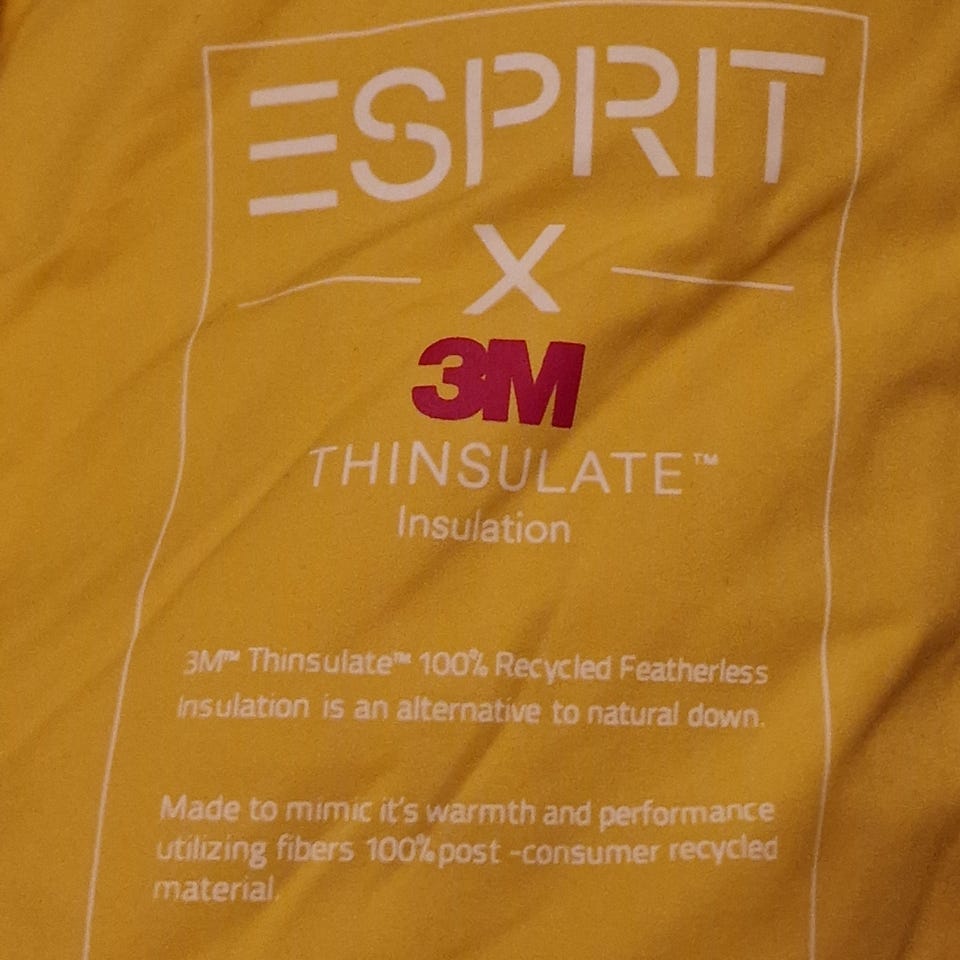 ESPRIT
X
3M
THINSULATE™
Insulation
3M™ Thinsulate™ 100% Recycled Featherless
Insulation is an alternative to natural down.
Made to mimic it's warmth and performance
utilizing fibers 100% post -consumer recycled
material.